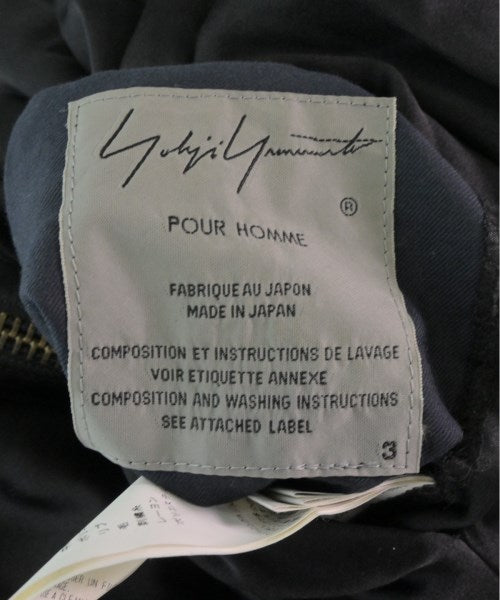 Yohji Yamamoto
®
POUR HOMME
FABRIQUE AU JAPON
MADE IN JAPAN
COMPOSITION ET INSTRUCTIONS DE LAVAGE
VOIR ETIQUETTE ANNEXE
COMPOSITION AND WASHING INSTRUCTIONS
SEE ATTACHED LABEL
3